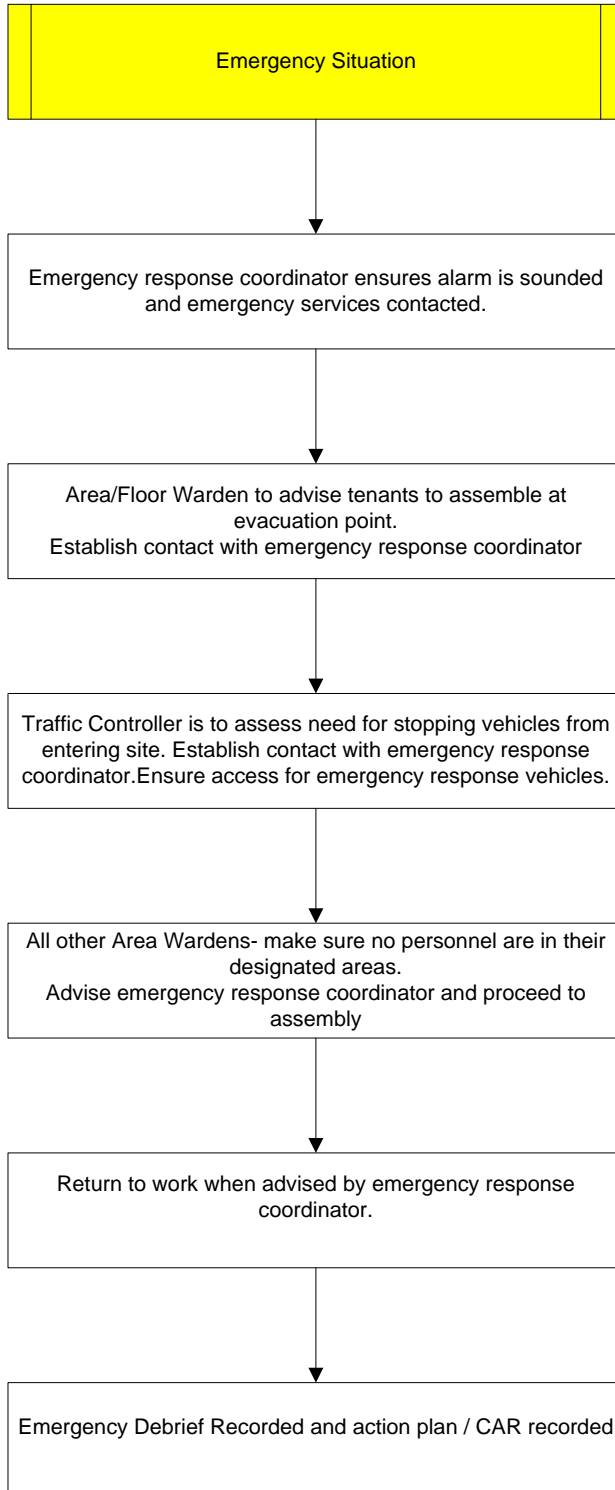 Emergency Situation
Emergency response coordinator ensures alarm is sounded
and emergency services contacted.
Area/Floor Warden to advise tenants to assemble at
evacuation point.
Establish contact with emergency response coordinator
Traffic Controller is to assess need for stopping vehicles from
entering site. Establish contact with emergency response
coordinator.Ensure access for emergency response vehicles.
All other Area Wardens- make sure no personnel are in their
designated areas.
Advise emergency response coordinator and proceed to
assembly
Return to work when advised by emergency response
coordinator.
Emergency Debrief Recorded and action plan / CAR recorded